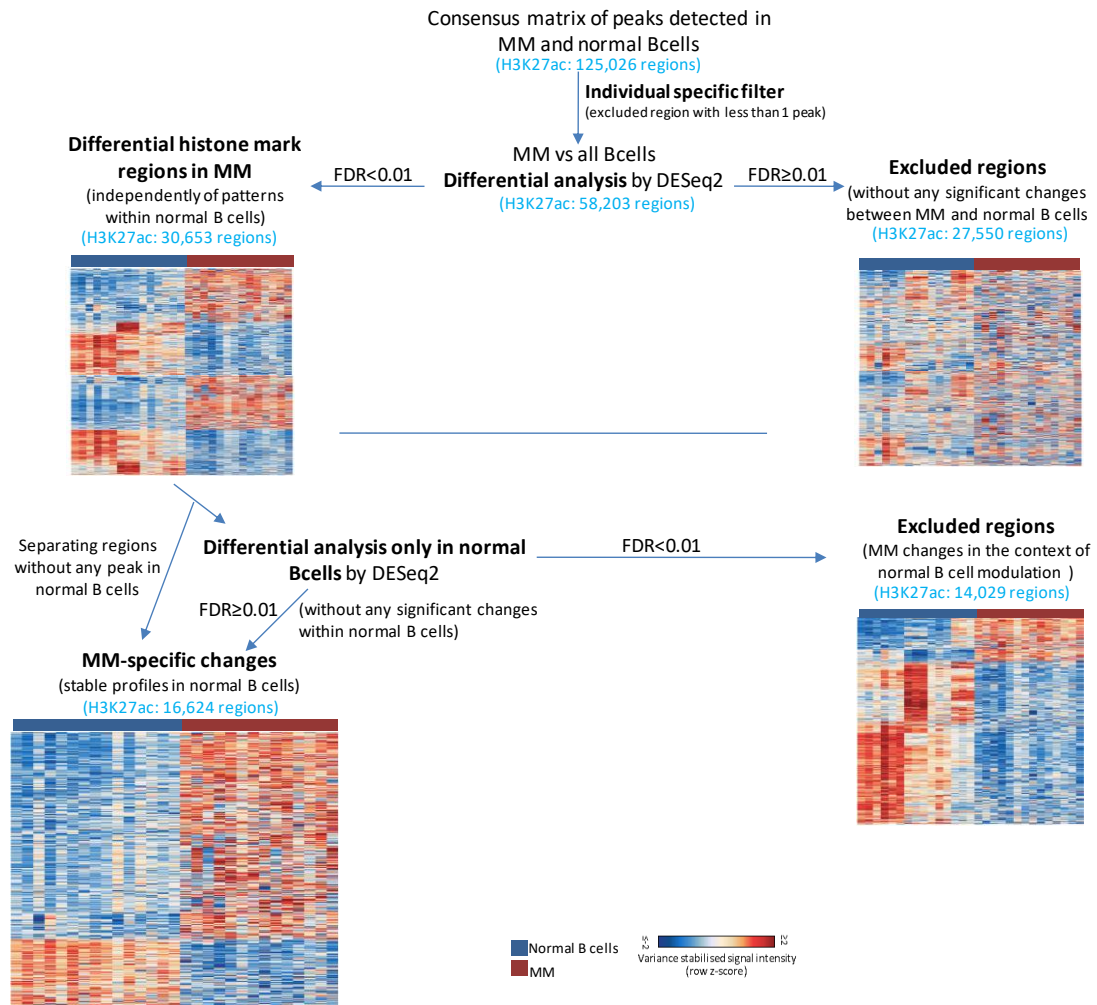 Consensus matrix of peaks detected in
MM and normal Bcells
(H3K27ac: 125,026 regions)
Individual specific filter
(excluded region with less than 1 peak)
Differential histone mark
regions in MM
(independently of patterns
within normal B cells)
(H3K27ac: 30,653 regions)
FDR<0.01
MM vs all Bcells
Differential analysis by DESeq2
(H3K27ac: 58,203 regions)
FDR≥0.01
Excluded regions
(without any significant changes
between MM and normal B cells
(H3K27ac: 27,550 regions)
Separating regions
without any peak in
normal B cells
Differential analysis only in normal
Bcells by DESeq2
FDR<0.01
Excluded regions
(MM changes in the context of
normal B cell modulation )
(H3K27ac: 14,029 regions)
FDR≥0.01
(without any significant changes
within normal B cells)
MM-specific changes
(stable profiles in normal B cells)
(H3K27ac: 16,624 regions)
Normal B cells
MM
≤-2
≥2
Variance stabilised signal intensity
(row z-score)